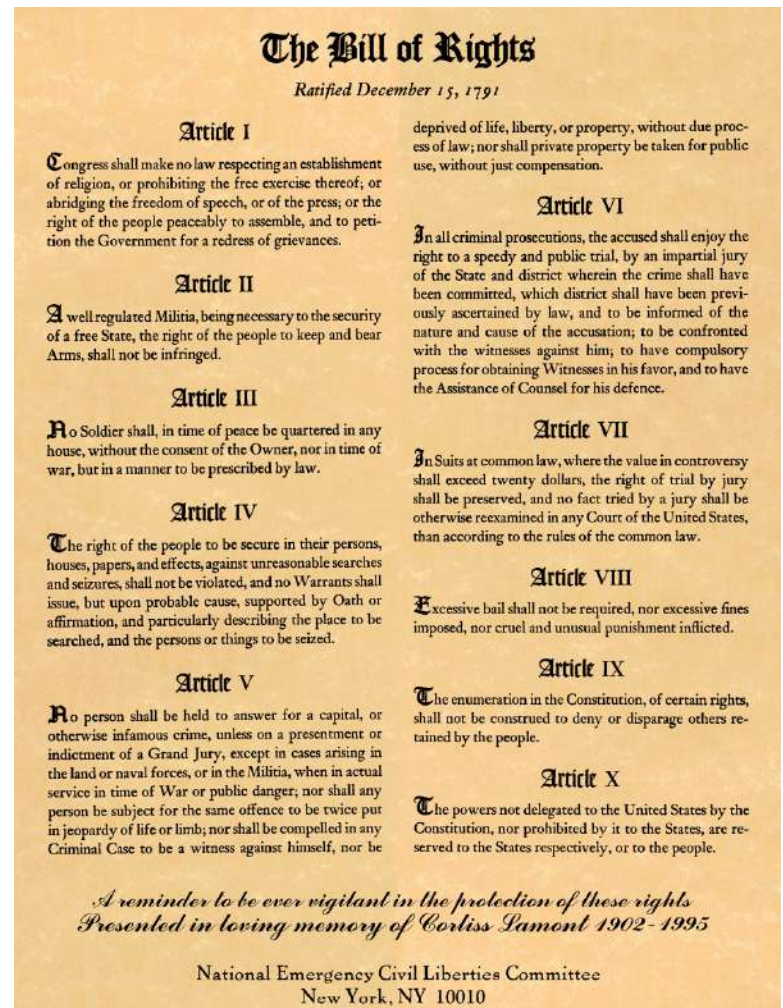 The Bill of Rights
Ratified December 15, 1791
Article I
Congress shall make no law respecting an establishment
of religion, or prohibiting the free exercise thereof; or
abridging the freedom of speech, or of the press; or the
right of the people peaceably to assemble, and to peti-
tion the Government for a redress of grievances.
Article II
A well regulated Militia, being necessary to the security
of a free State, the right of the people to keep and bear
Arms, shall not be infringed.
Article III
No Soldier shall, in time of peace be quartered in any
house, without the consent of the Owner, nor in time of
war, but in a manner to be prescribed by law.
Article IV
The right of the people to be secure in their persons,
houses, papers, and effects, against unreasonable searches
and seizures, shall not be violated, and no Warrants shall
issue, but upon probable cause, supported by Oath or
affirmation, and particularly describing the place to be
searched, and the persons or things to be seized.
Article V
No person shall be held to answer for a capital, or
otherwise infamous crime, unless on a presentment or
indictment of a Grand Jury, except in cases arising in
the land or naval forces, or in the Militia, when in actual
service in time of War or public danger; nor shall any
person be subject for the same offence to be twice put
in jeopardy of life or limb; nor shall be compelled in any
Criminal Case to be a witness against himself, nor be
deprived of life, liberty, or property, without due proc-
ess of law; nor shall private property be taken for public
use, without just compensation.
Article VI
In all criminal prosecutions, the accused shall enjoy the
right to a speedy and public trial, by an impartial jury
of the State and district wherein the crime shall have
been committed, which district shall have been previ-
ously ascertained by law, and to be informed of the
nature and cause of the accusation; to be confronted
with the witnesses against him; to have compulsory
process for obtaining Witnesses in his favor, and to have
the Assistance of Counsel for his defence.
Article VII
In Suits at common law, where the value in controversy
shall exceed twenty dollars, the right of trial by jury
shall be preserved, and no fact tried by a jury shall be
otherwise reexamined in any Court of the United States,
than according to the rules of the common law.
Article VIII
Excessive bail shall not be required, nor excessive fines
imposed, nor cruel and unusual punishment inflicted.
Article IX
The enumeration in the Constitution, of certain rights,
shall not be construed to deny or disparage others re-
tained by the people.
Article X
The powers not delegated to the United States by the
Constitution, nor prohibited by it to the States, are re-
served to the States respectively, or to the people.
A reminder to be ever vigilant in the protection of these rights
Presented in loving memory of Corliss Lamont 1902-1995
National Emergency Civil Liberties Committee
New York, NY 10010